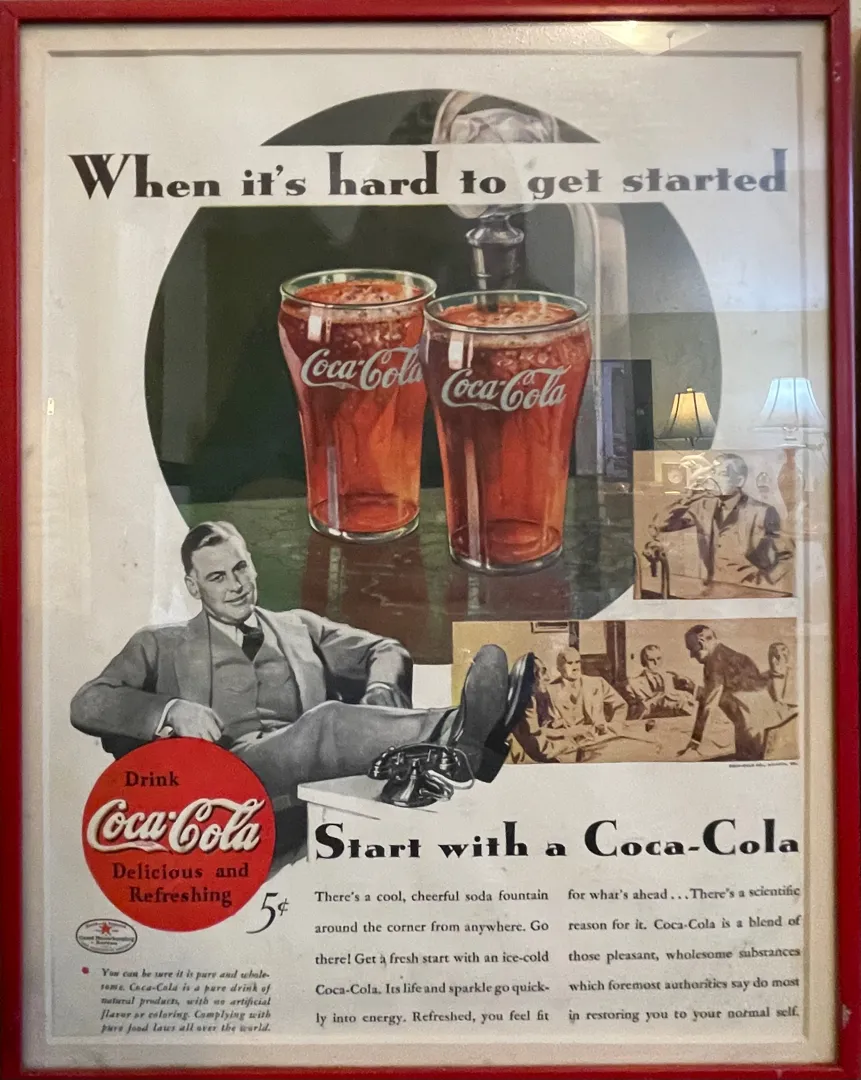 When it's hard to get started
Coca-Cola
Coca-Cola
Drink
Coca-Cola
Delicious and
Refreshing
5¢
Good Housekeeping
Bureau
• You can be sure it is pure and whole-
some. Coca-Cola is a pure drink of
natural products, with no artificial
flavor or coloring. Complying with
pure food laws all over the world.
Start with a Coca-Cola
There's a cool, cheerful soda fountain
around the corner from anywhere. Go
there! Get a fresh start with an ice-cold
Coca-Cola. Its life and sparkle go quick-
ly into energy. Refreshed, you feel fit
for what's ahead...There's a scientific
reason for it. Coca-Cola is a blend of
those pleasant, wholesome substances
which foremost authorities say do most
in restoring you to your normal self.